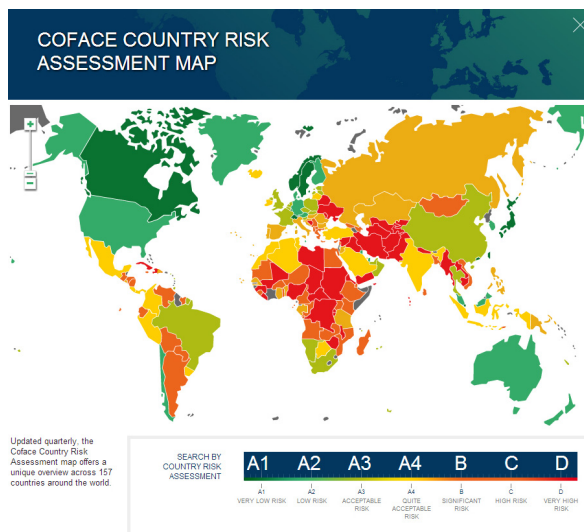 COFACE COUNTRY RISK
ASSESSMENT MAP
Updated quarterly, the
Coface Country Risk
Assessment map offers a
unique overview across 157
countries around the world.
SEARCH BY
COUNTRY RISK
ASSESSMENT
A1 A2 A3 A4 B C D
A1 A2 A3 A4 B C D
VERY LOW RISK LOW RISK ACCEPTABLE RISK QUITE ACCEPTABLE RISK SIGNIFICANT RISK HIGH RISK VERY HIGH RISK